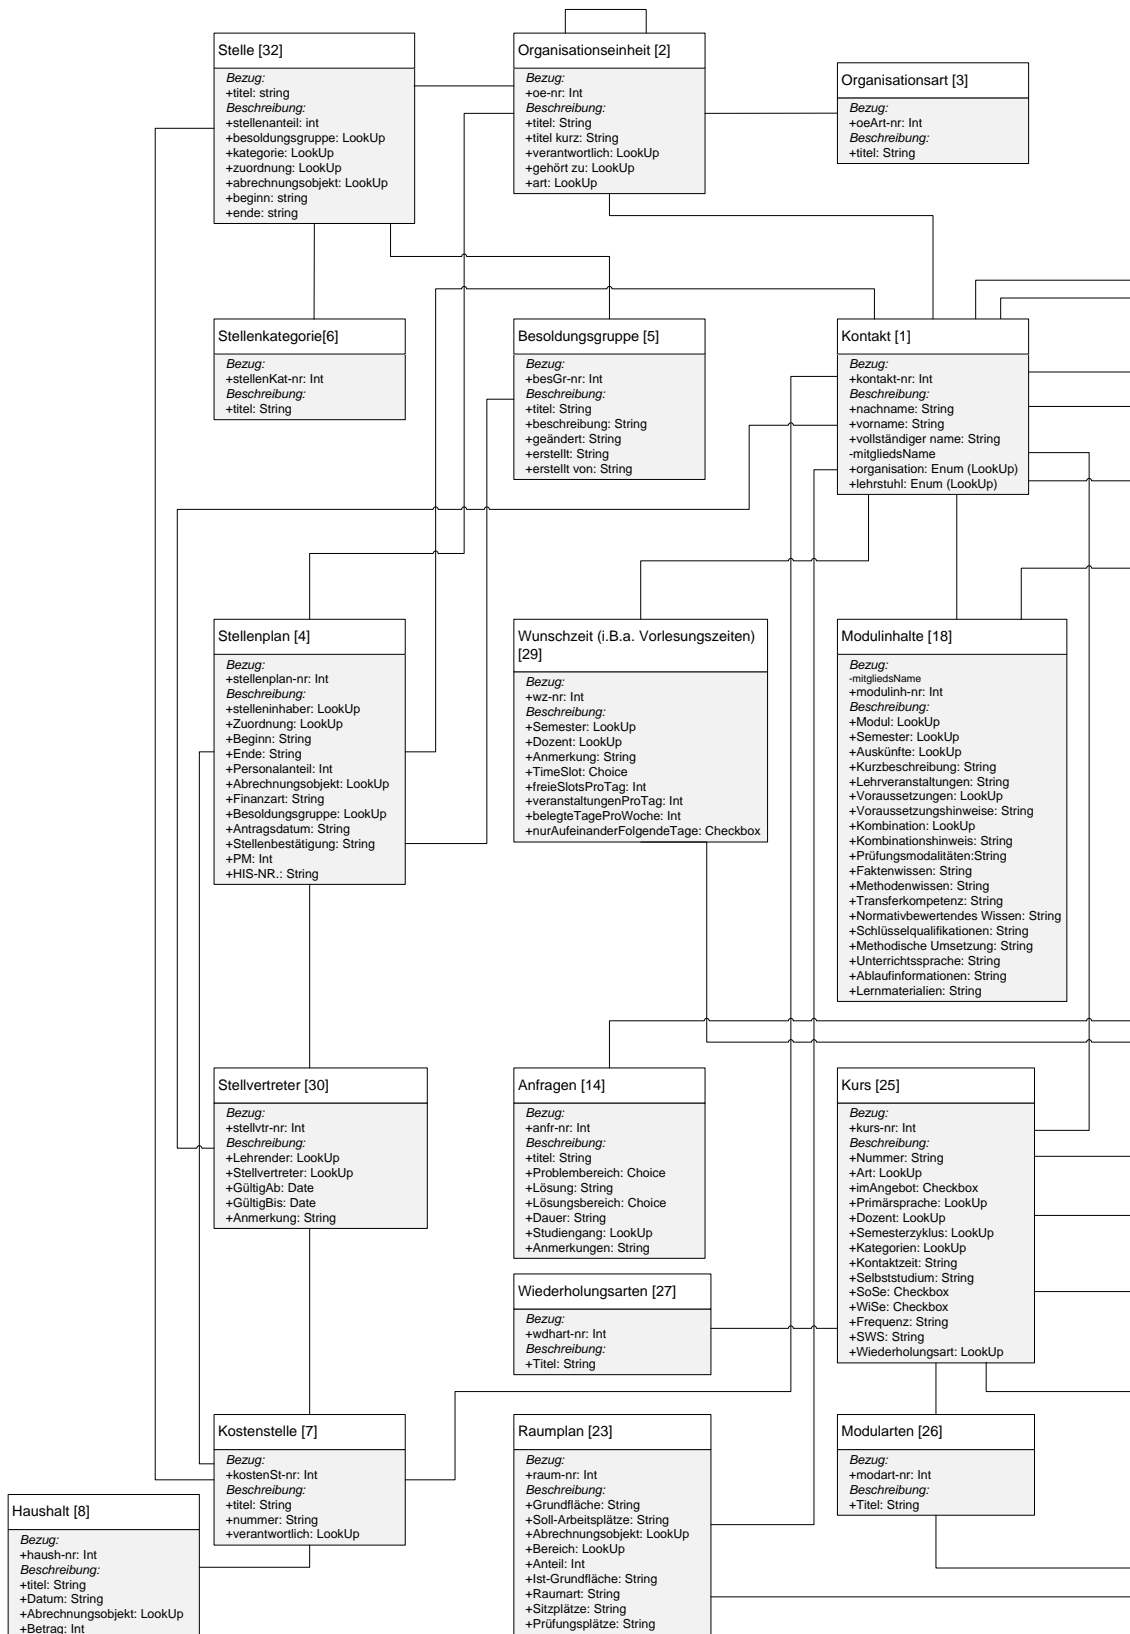 Stelle [32]
Bezug:
+titel: string
Beschreibung:
+stellenanteil: int
+besoldungsgruppe: LookUp
+kategorie: LookUp
+zuordnung: LookUp
+abrechnungsobjekt: LookUp
+beginn: string
+ende: string
Organisationseinheit [2]
Bezug:
+oe-nr: Int
Beschreibung:
+titel: String
+titel kurz: String
+verantwortlich: LookUp
+gehört zu: LookUp
+art: LookUp
Organisationsart [3]
Bezug:
+oeArt-nr: Int
Beschreibung:
+titel: String
Stellenkategorie[6]
Bezug:
+stellenKat-nr: Int
Beschreibung:
+titel: String
Besoldungsgruppe [5]
Bezug:
+besGr-nr: Int
Beschreibung:
+titel: String
+beschreibung: String
+geändert: String
+erstellt: String
+erstellt von: String
Kontakt [1]
Bezug:
+kontakt-nr: Int
Beschreibung:
+nachname: String
+vorname: String
+vollständiger name: String
-mitgliedsName
+organisation: Enum (LookUp)
+lehrstuhl: Enum (LookUp)
Stellenplan [4]
Bezug:
+stellenplan-nr: Int
Beschreibung:
+stelleninhaber: LookUp
+Zuordnung: LookUp
+Beginn: String
+Ende: String
+Personalanteil: Int
+Abrechnungsobjekt: LookUp
+Finanzart: String
+Besoldungsgruppe: LookUp
+Antragsdatum: String
+Stellenbestätigung: String
+PM: Int
+HIS-NR.: String
Wunschzeit (i.B.a. Vorlesungszeiten)
[29]
Bezug:
+wz-nr: Int
Beschreibung:
+Semester: LookUp
+Dozent: LookUp
+Anmerkung: String
+TimeSlot: Choice
+freieSlotsProTag: Int
+veranstaltungenProTag: Int
+belegteTageProWoche: Int
+nurAufeinanderFolgendeTage: Checkbox
Modulinhalte [18]
Bezug:
-mitgliedsName
+modulinh-nr: Int
Beschreibung:
+Modul: LookUp
+Semester: LookUp
+Auskünfte: LookUp
+Kurzbeschreibung: String
+Lehrveranstaltungen: String
+Voraussetzungen: LookUp
+Voraussetzungshinweise: String
+Kombination: LookUp
+Kombinationshinweis: String
+Prüfungsmodalitäten:String
+Faktenwissen: String
+Methodenwissen: String
+Transferkompetenz: String
+Normativbewertendes Wissen: String
+Schlüsselqualifikationen: String
+Methodische Umsetzung: String
+Unterrichtssprache: String
+Ablaufinformationen: String
+Lernmaterialien: String
Stellvertreter [30]
Bezug:
+stellvtr-nr: Int
Beschreibung:
+Lehrender: LookUp
+Stellvertreter: LookUp
+GültigAb: Date
+GültigBis: Date
+Anmerkung: String
Anfragen [14]
Bezug:
+anfr-nr: Int
Beschreibung:
+titel: String
+Problembereich: Choice
+Lösung: String
+Lösungsbereich: Choice
+Dauer: String
+Studiengang: LookUp
+Anmerkungen: String
Kurs [25]
Bezug:
+kurs-nr: Int
Beschreibung:
+Nummer: String
+Art: LookUp
+imAngebot: Checkbox
+Primärsprache: LookUp
+Dozent: LookUp
+Semesterzyklus: LookUp
+Kategorien: LookUp
+Kontaktzeit: String
+Selbststudium: String
+SoSe: Checkbox
+WiSe: Checkbox
+Frequenz: String
+SWS: String
+Wiederholungsart: LookUp
Wiederholungsarten [27]
Bezug:
+wdhart-nr: Int
Beschreibung:
+Titel: String
Kostenstelle [7]
Bezug:
+kostenSt-nr: Int
Beschreibung:
+titel: String
+nummer: String
+verantwortlich: LookUp
Raumplan [23]
Bezug:
+raum-nr: Int
Beschreibung:
+Grundfläche: String
+Soll-Arbeitsplätze: String
+Abrechnungsobjekt: LookUp
+Bereich: LookUp
+Anteil: Int
+Ist-Grundfläche: String
+Raumart: String
+Sitzplätze: String
+Prüfungsplätze: String
Modularten [26]
Bezug:
+modart-nr: Int
Beschreibung:
+Titel: String
Haushalt [8]
Bezug:
+haush-nr: Int
Beschreibung:
+titel: String
+Datum: String
+Abrechnungsobjekt: LookUp
+Betrag: Int